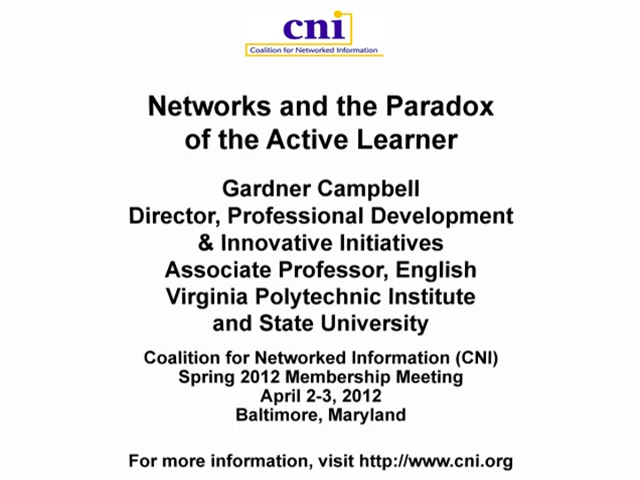 cni
Coalition for Networked Information
Networks and the Paradox
of the Active Learner
Gardner Campbell
Director, Professional Development
& Innovative Initiatives
Associate Professor, English
Virginia Polytechnic Institute
and State University
Coalition for Networked Information (CNI)
Spring 2012 Membership Meeting
April 2-3, 2012
Baltimore, Maryland
For more information, visit http://www.cni.org